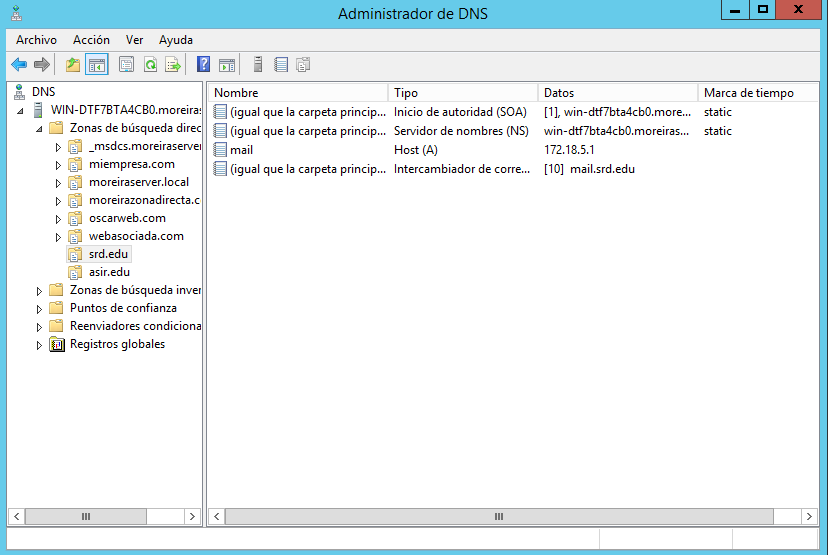 Administrador de DNS
Archivo Acción Ver Ayuda
DNS
WIN-DTF7BTA4CB0.moreiras
Zonas de búsqueda direc
_msdcs.moreiraserver
miempresa.com
moreiraserver.local
moreirazonadirecta.c
oscarweb.com
webasociada.com
srd.edu
asir.edu
Zonas de búsqueda inver
Puntos de confianza
Reenviadores condiciona
Registros globales
Nombre Tipo Datos Marca de tiempo
(igual que la carpeta princip... Inicio de autoridad (SOA) [1], win-dtf7bta4cb0.more... static
(igual que la carpeta princip... Servidor de nombres (NS) win-dtf7bta4cb0.moreiras... static
mail Host (A) 172.18.5.1
(igual que la carpeta princip... Intercambiador de corre... [10] mail.srd.edu